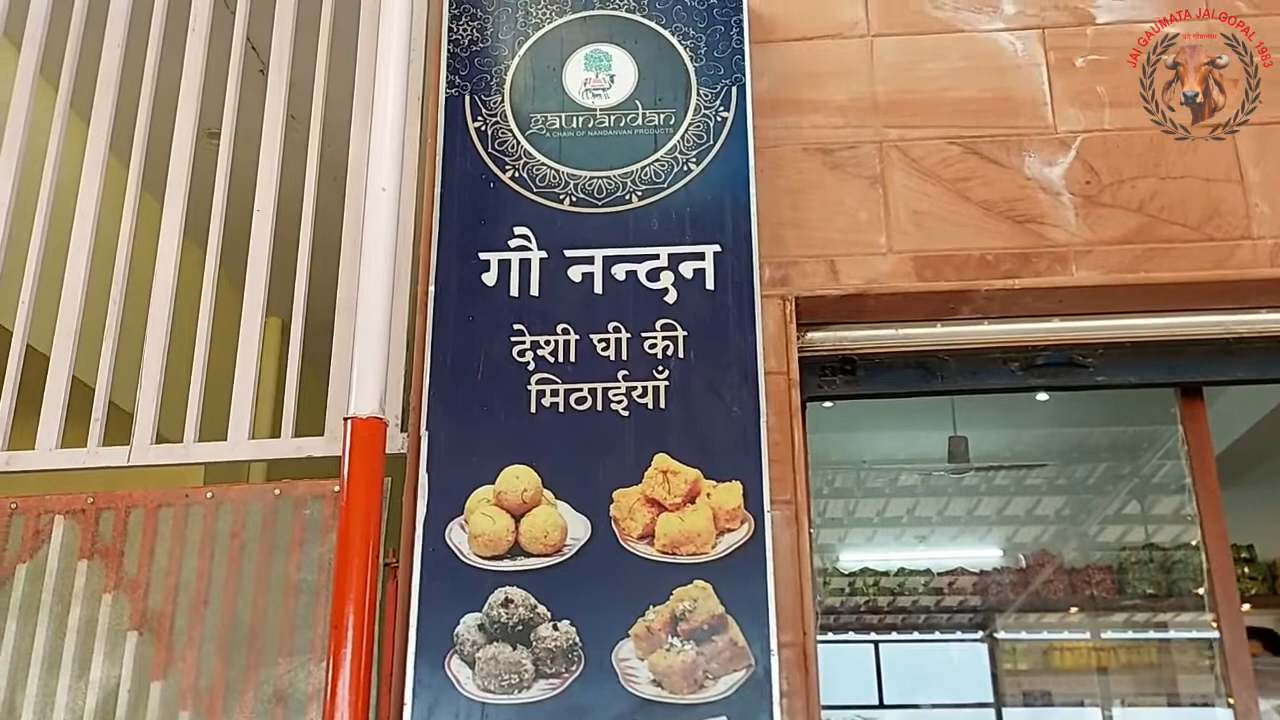 gaunandan
A CHAIN OF NANDANVAN PRODUCTS
गौ नन्दन
देशी घी की
मिठाईयाँ
JAI GAUMATA JAI GOPAL 1983